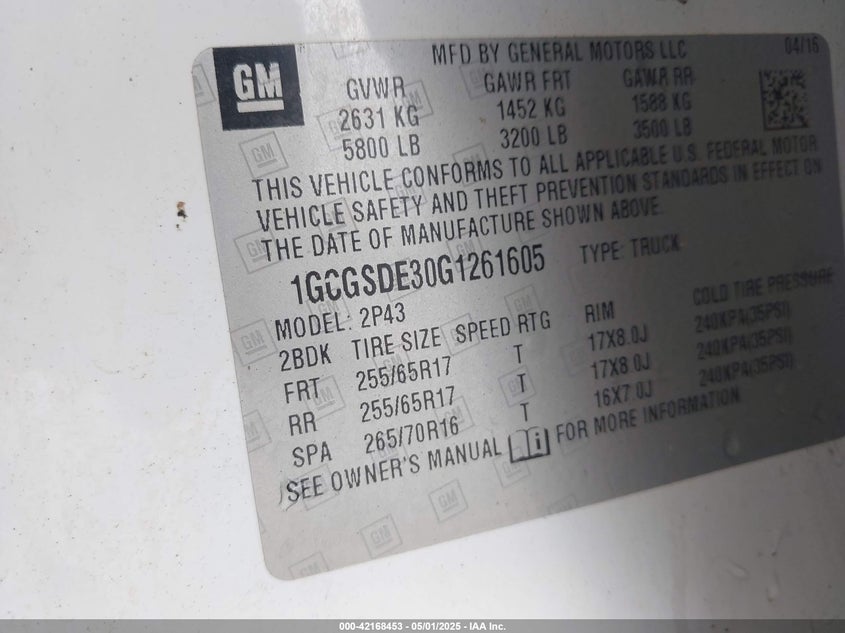 MFD BY GENERAL MOTORS LLC 04/16
GM
GVWR GAWR FRT GAWR RR
2631 KG 1452 KG 1588 KG
5800 LB 3200 LB 3500 LB
THIS VEHICLE CONFORMS TO ALL APPLICABLE U.S. FEDERAL MOTOR
VEHICLE SAFETY AND THEFT PREVENTION STANDARDS IN EFFECT ON
THE DATE OF MANUFACTURE SHOWN ABOVE.
1GCGSDE30G1261605 TYPE: TRUCK
MODEL: 2P43
2BDK TIRE SIZE SPEED RTG RIM COLD TIRE PRESSURE
FRT 255/65R17 T 17X8.0J 240KPA(35PSI)
RR 255/65R17 T 17X8.0J 240KPA(35PSI)
SPA 265/70R16 T 16X7.0J 240KPA(35PSI)
SEE OWNER'S MANUAL i FOR MORE INFORMATION
000-42168453 - 05/01/2025 - IAA Inc.